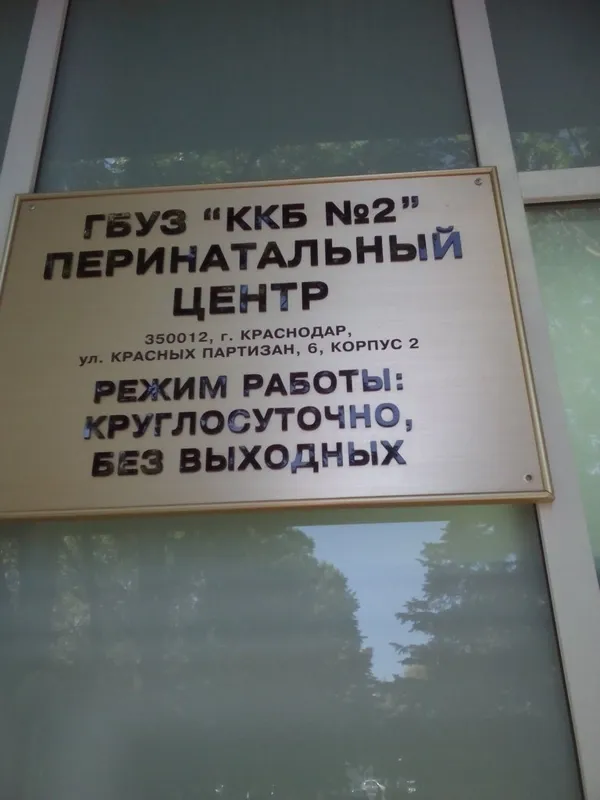 ГБУЗ "ККБ №2"
ПЕРИНАТАЛЬНЫЙ
ЦЕНТР
350012, г. КРАСНОДАР,
ул. КРАСНЫХ ПАРТИЗАН, 6, КОРПУС 2
РЕЖИМ РАБОТЫ:
КРУГЛОСУТОЧНО,
БЕЗ ВЫХОДНЫХ